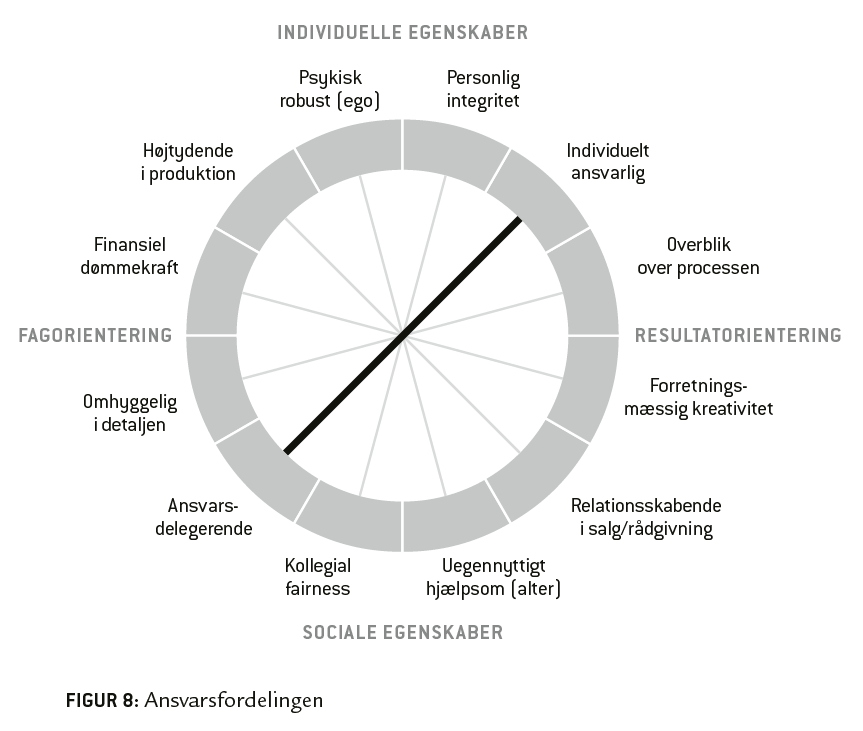 INDIVIDUELLE EGENSKABER
Psykisk
robust (ego)
Personlig
integritet
Højtydende
i produktion
Individuelt
ansvarlig
Finansiel
dømmekraft
Overblik
over processen
FAGORIENTERING
RESULTATORIENTERING
Omhyggelig
i detaljen
Forretnings-
mæssig kreativitet
Ansvars-
delegerende
Relationsskabende
i salg/rådgivning
Kollegial
fairness
Uegennyttigt
hjælpsom (alter)
SOCIALE EGENSKABER
FIGUR 8: Ansvarsfordelingen